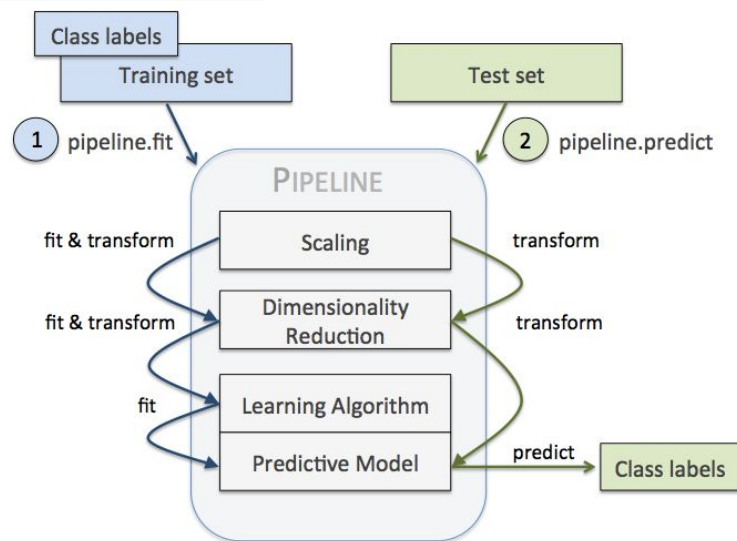 Class labels
Training set
Test set
1 pipeline.fit
2 pipeline.predict
PIPELINE
fit & transform
Scaling
transform
fit & transform
Dimensionality
Reduction
transform
fit
Learning Algorithm
Predictive Model
predict
Class labels